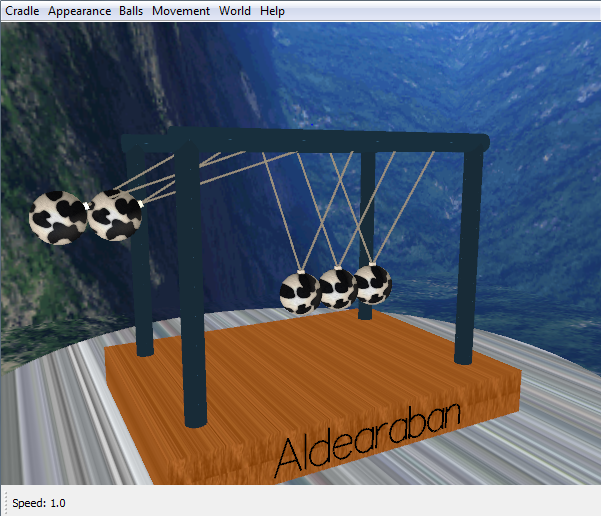 Cradle Appearance Balls Movement World Help
Aldearaban
Speed: 1.0